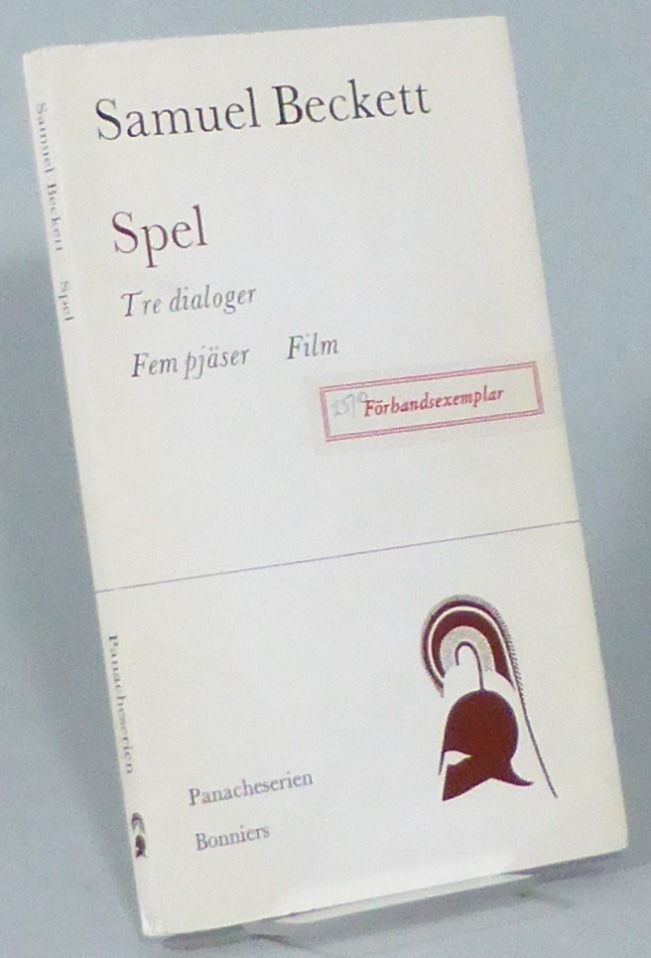 Samuel Beckett
Spel
Tre dialoger
Fem pjäser Film
Förbandsexemplar
Panacheserien
Bonniers
Samuel Beckett Spel
Panacheserien